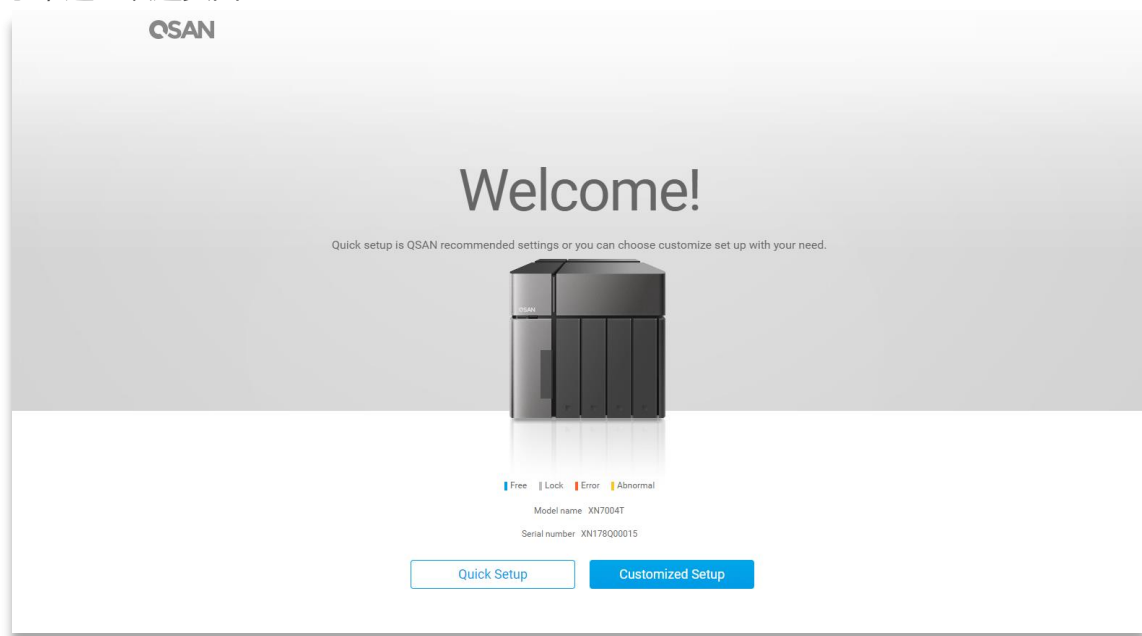 QSAN
Welcome!
Quick setup is QSAN recommended settings or you can choose customize set up with your need.
QSAN
Free Lock Error Abnormal
Model name XN7004T
Serial number XN178Q00015
Quick Setup Customized Setup